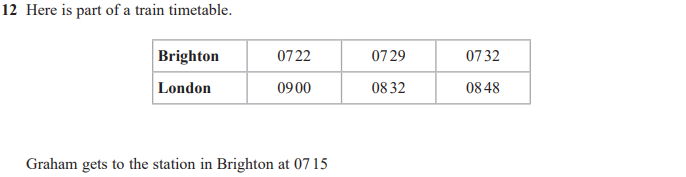 12 Here is part of a train timetable.
Brighton 0722 0729 0732
London 0900 0832 0848
Graham gets to the station in Brighton at 0715